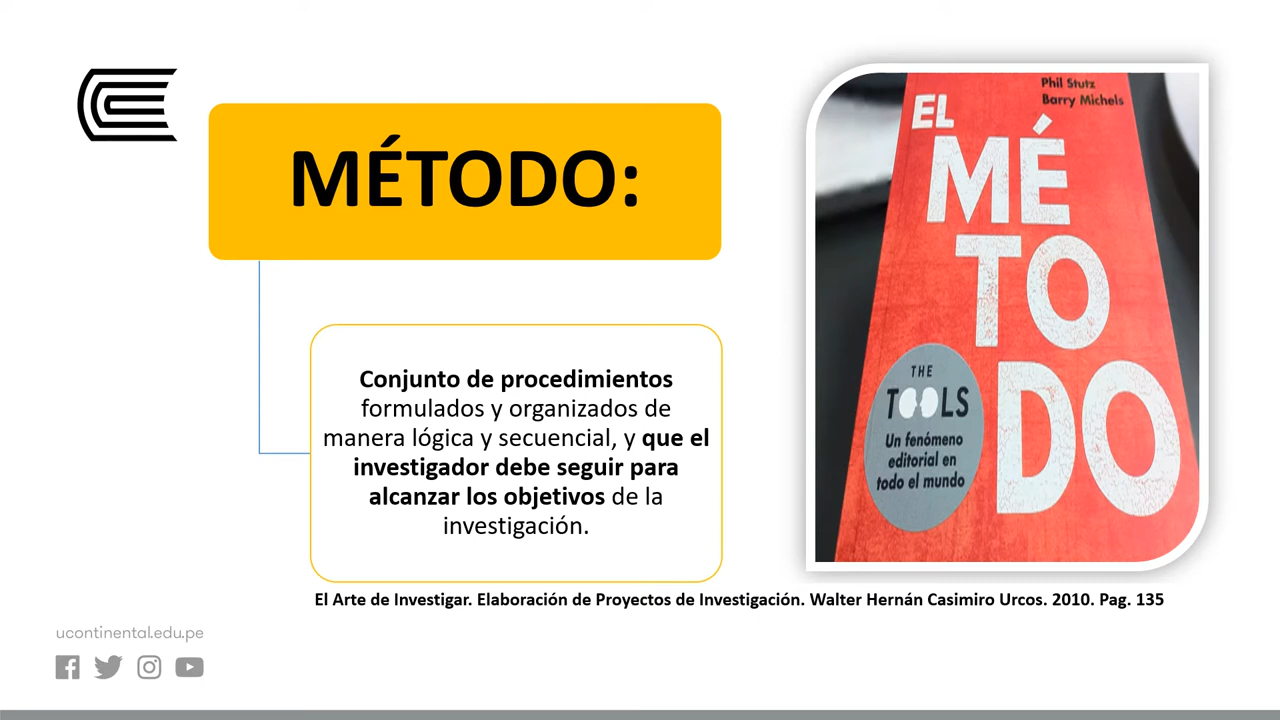 MÉTODO:
Conjunto de procedimientos
formulados y organizados de
manera lógica y secuencial, y que el
investigador debe seguir para
alcanzar los objetivos de la
investigación.
Phil Stutz
Barry Michels
EL
MÉ
TO
DO
THE
TOOLS
Un fenómeno
editorial en
todo el mundo
El Arte de Investigar. Elaboración de Proyectos de Investigación. Walter Hernán Casimiro Urcos. 2010. Pag. 135
ucontinental.edu.pe